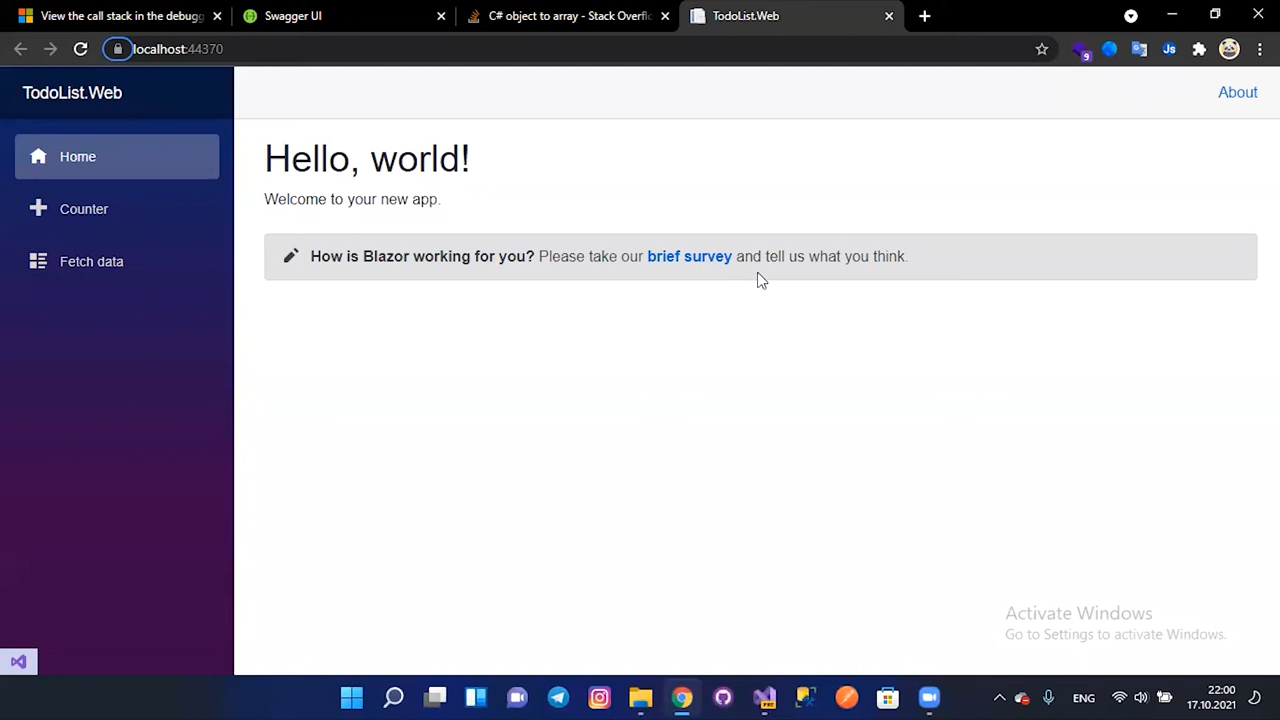 View the call stack in the debugg
Swagger UI
C# object to array - Stack Overflo
TodoList.Web
localhost:44370
9
Js
TodoList.Web
About
Home
Counter
Fetch data
Hello, world!
Welcome to your new app.
How is Blazor working for you? Please take our brief survey and tell us what you think.
Activate Windows
Go to Settings to activate Windows.
PRE
ENG
22:00
17.10.2021